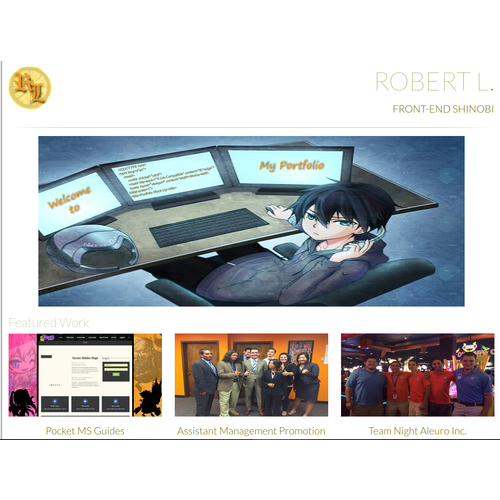 RL
ROBERT L.
FRONT-END SHINOBI
Welcome
to
My Portfolio
Featured Work
Pocket MS Guides
Assistant Management Promotion
Team Night Aleuro Inc.